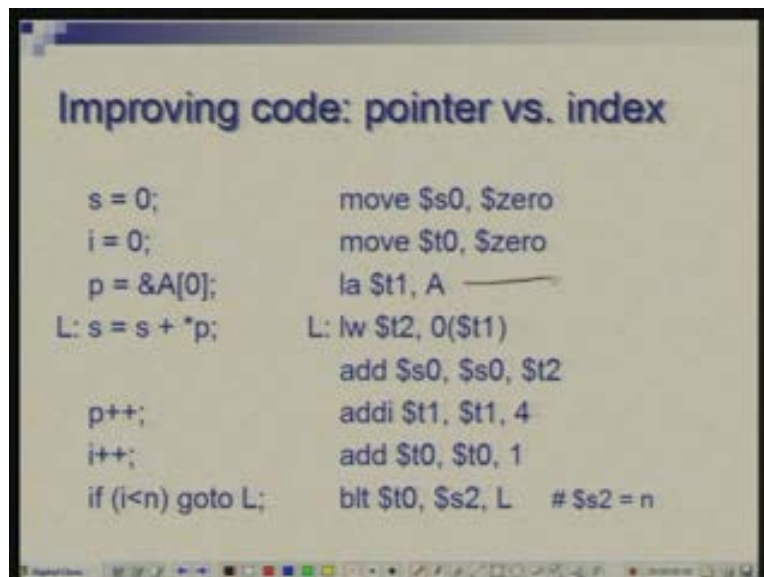 Improving code: pointer vs. index
s = 0; move $s0, $zero
i = 0; move $t0, $zero
p = &A[0]; la $t1, A
L: s = s + *p; L: lw $t2, 0($t1)
add $s0, $s0, $t2
p++; addi $t1, $t1, 4
i++; add $t0, $t0, 1
if (i<n) goto L; blt $t0, $s2, L # $s2 = n